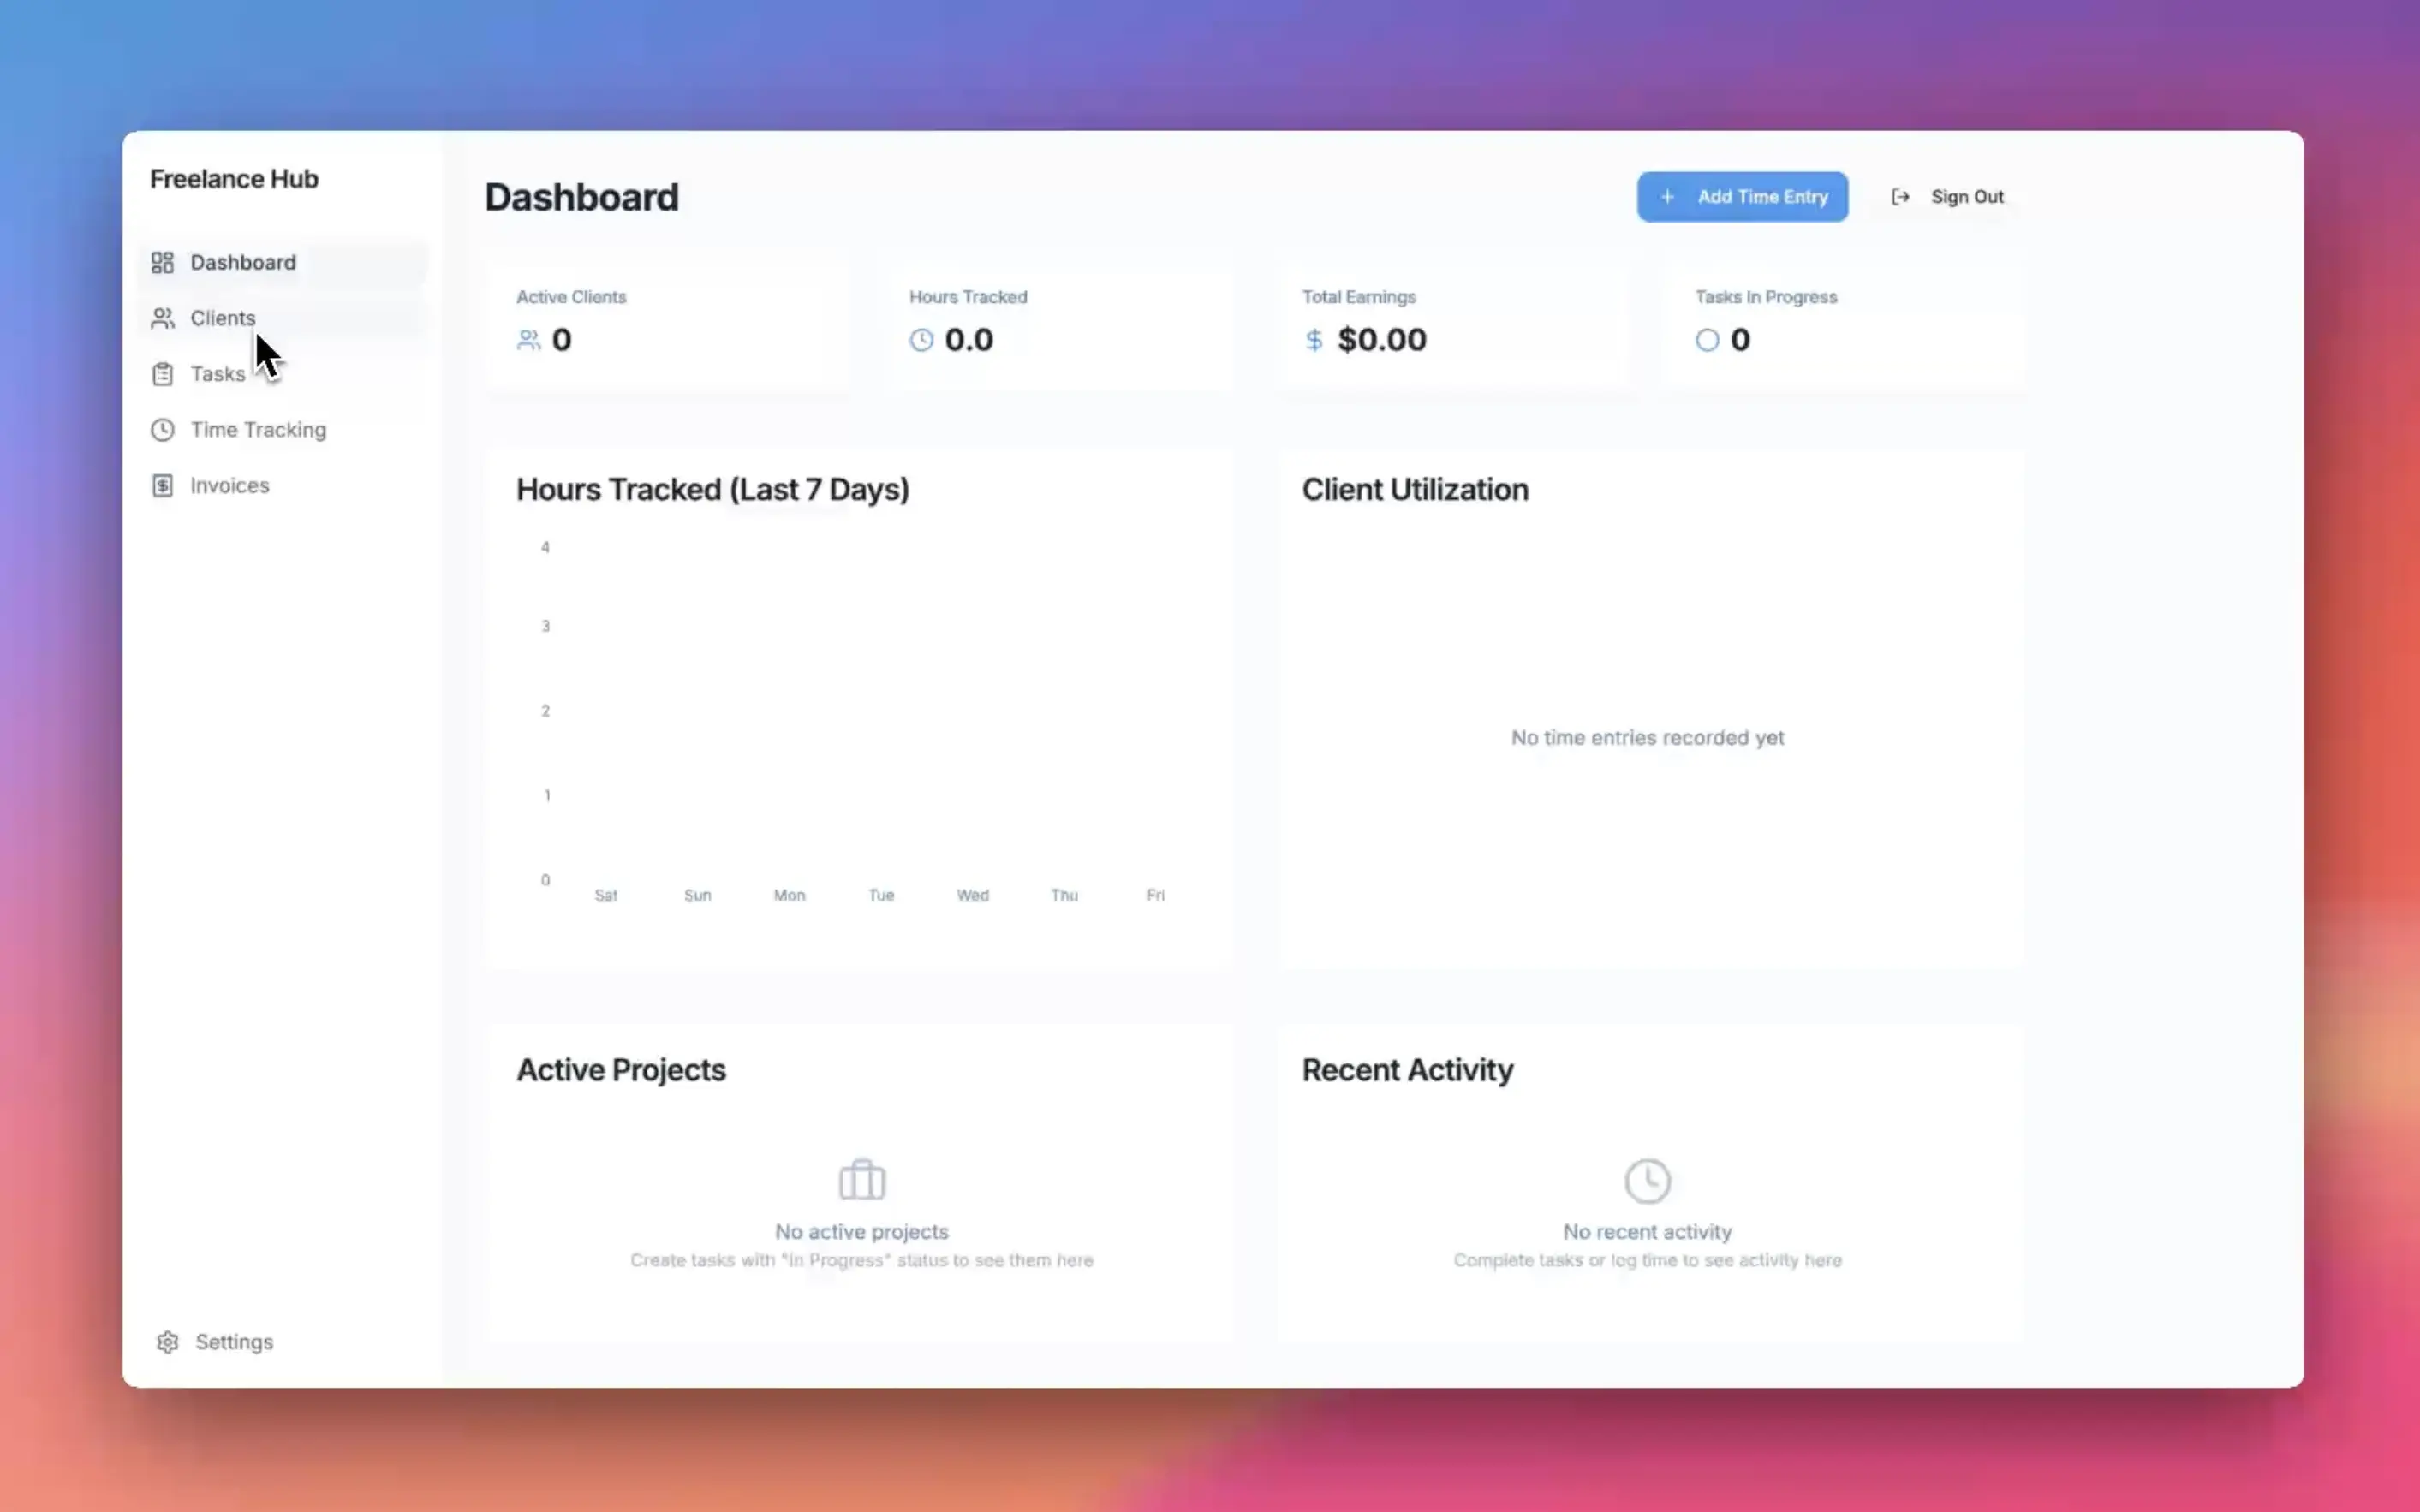 Freelance Hub
Dashboard
Clients
Tasks
Time Tracking
Invoices
Settings
Dashboard
Add Time Entry
Sign Out
Active Clients
0
Hours Tracked
0.0
Total Earnings
$0.00
Tasks In Progress
0
Hours Tracked (Last 7 Days)
4
3
2
1
0
Sat Sun Mon Tue Wed Thu Fri
Client Utilization
No time entries recorded yet
Active Projects
No active projects
Create tasks with "In Progress" status to see them here
Recent Activity
No recent activity
Complete tasks or log time to see activity here